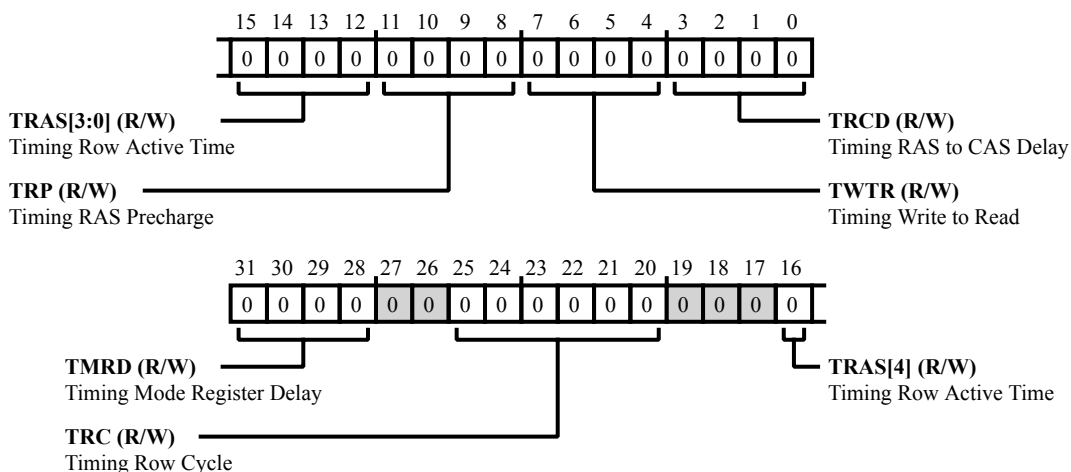 15 14 13 12 11 10 9 8 7 6 5 4 3 2 1 0
0 0 0 0 0 0 0 0 0 0 0 0 0 0 0 0
TRAS[3:0] (R/W)
Timing Row Active Time
TRCD (R/W)
Timing RAS to CAS Delay
TRP (R/W)
Timing RAS Precharge
TWTR (R/W)
Timing Write to Read
31 30 29 28 27 26 25 24 23 22 21 20 19 18 17 16
0 0 0 0 0 0 0 0 0 0 0 0 0 0 0 0
TMRD (R/W)
Timing Mode Register Delay
TRAS[4] (R/W)
Timing Row Active Time
TRC (R/W)
Timing Row Cycle